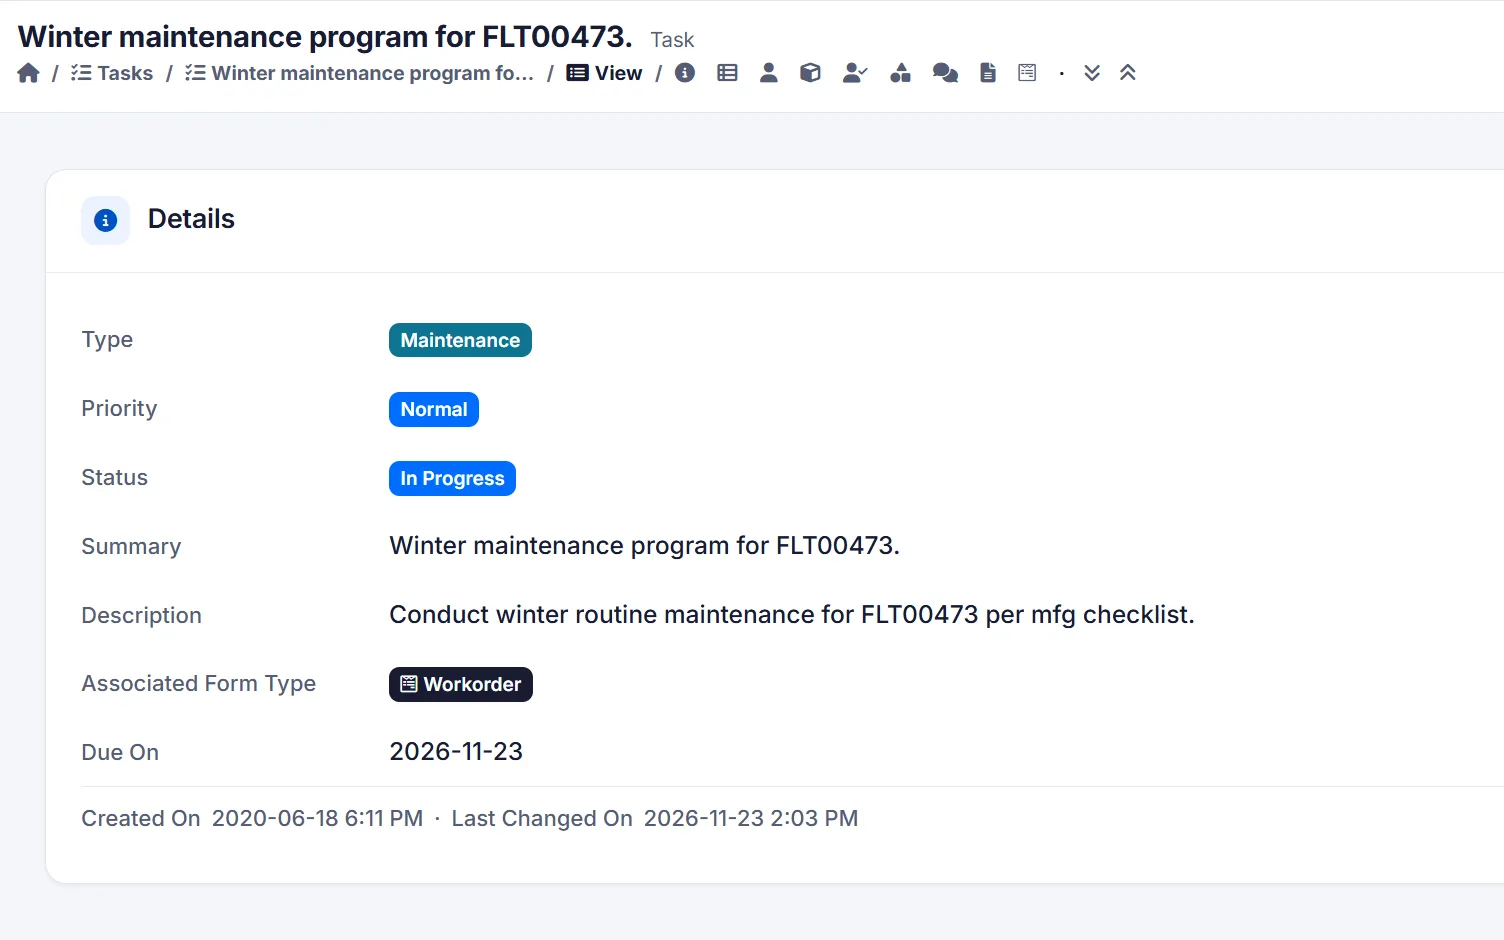 Winter maintenance program for FLT00473. Task
/ Tasks / Winter maintenance program fo... / View / ·
Details
Type Maintenance
Priority Normal
Status In Progress
Summary Winter maintenance program for FLT00473.
Description Conduct winter routine maintenance for FLT00473 per mfg checklist.
Associated Form Type Workorder
Due On 2026-11-23
Created On 2020-06-18 6:11 PM · Last Changed On 2026-11-23 2:03 PM